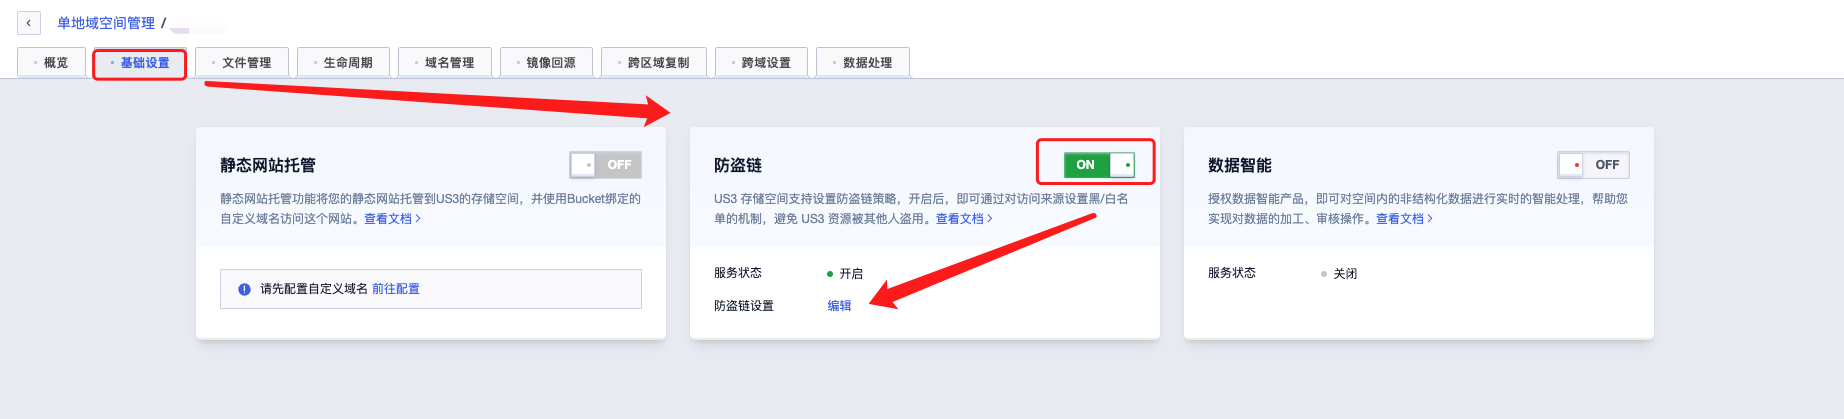 单地域空间管理 /
概览 基础设置 文件管理 生命周期 域名管理 镜像回源 跨区域复制 跨域设置 数据处理
静态网站托管 OFF
静态网站托管功能将您的静态网站托管到US3的存储空间，并使用Bucket绑定的
自定义域名访问这个网站。查看文档 >
请先配置自定义域名 前往配置
防盗链 ON
US3 存储空间支持设置防盗链策略，开启后，即可通过对访问来源设置黑/白名
单的机制，避免 US3 资源被其他人盗用。查看文档 >
服务状态 开启
防盗链设置 编辑
数据智能 OFF
授权数据智能产品，即可对空间内的非结构化数据进行实时的智能处理，帮助您
实现对数据的加工、审核操作。查看文档 >
服务状态 关闭